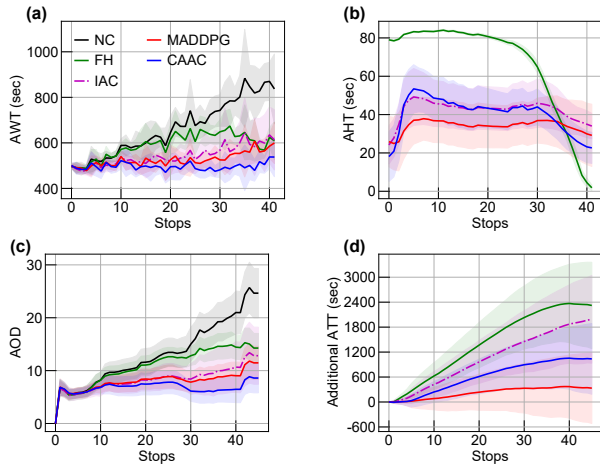 (a)
NC
FH
IAC
MADDPG
CAAC
AWT (sec)
1000
800
600
400
0 10 20 30 40
Stops
(b)
AHT (sec)
80
60
40
20
0
0 10 20 30 40
Stops
(c)
AOD
30
20
10
0
0 10 20 30 40
Stops
(d)
Additional ATT (sec)
3000
2400
1800
1200
600
0
-600
0 10 20 30 40
Stops